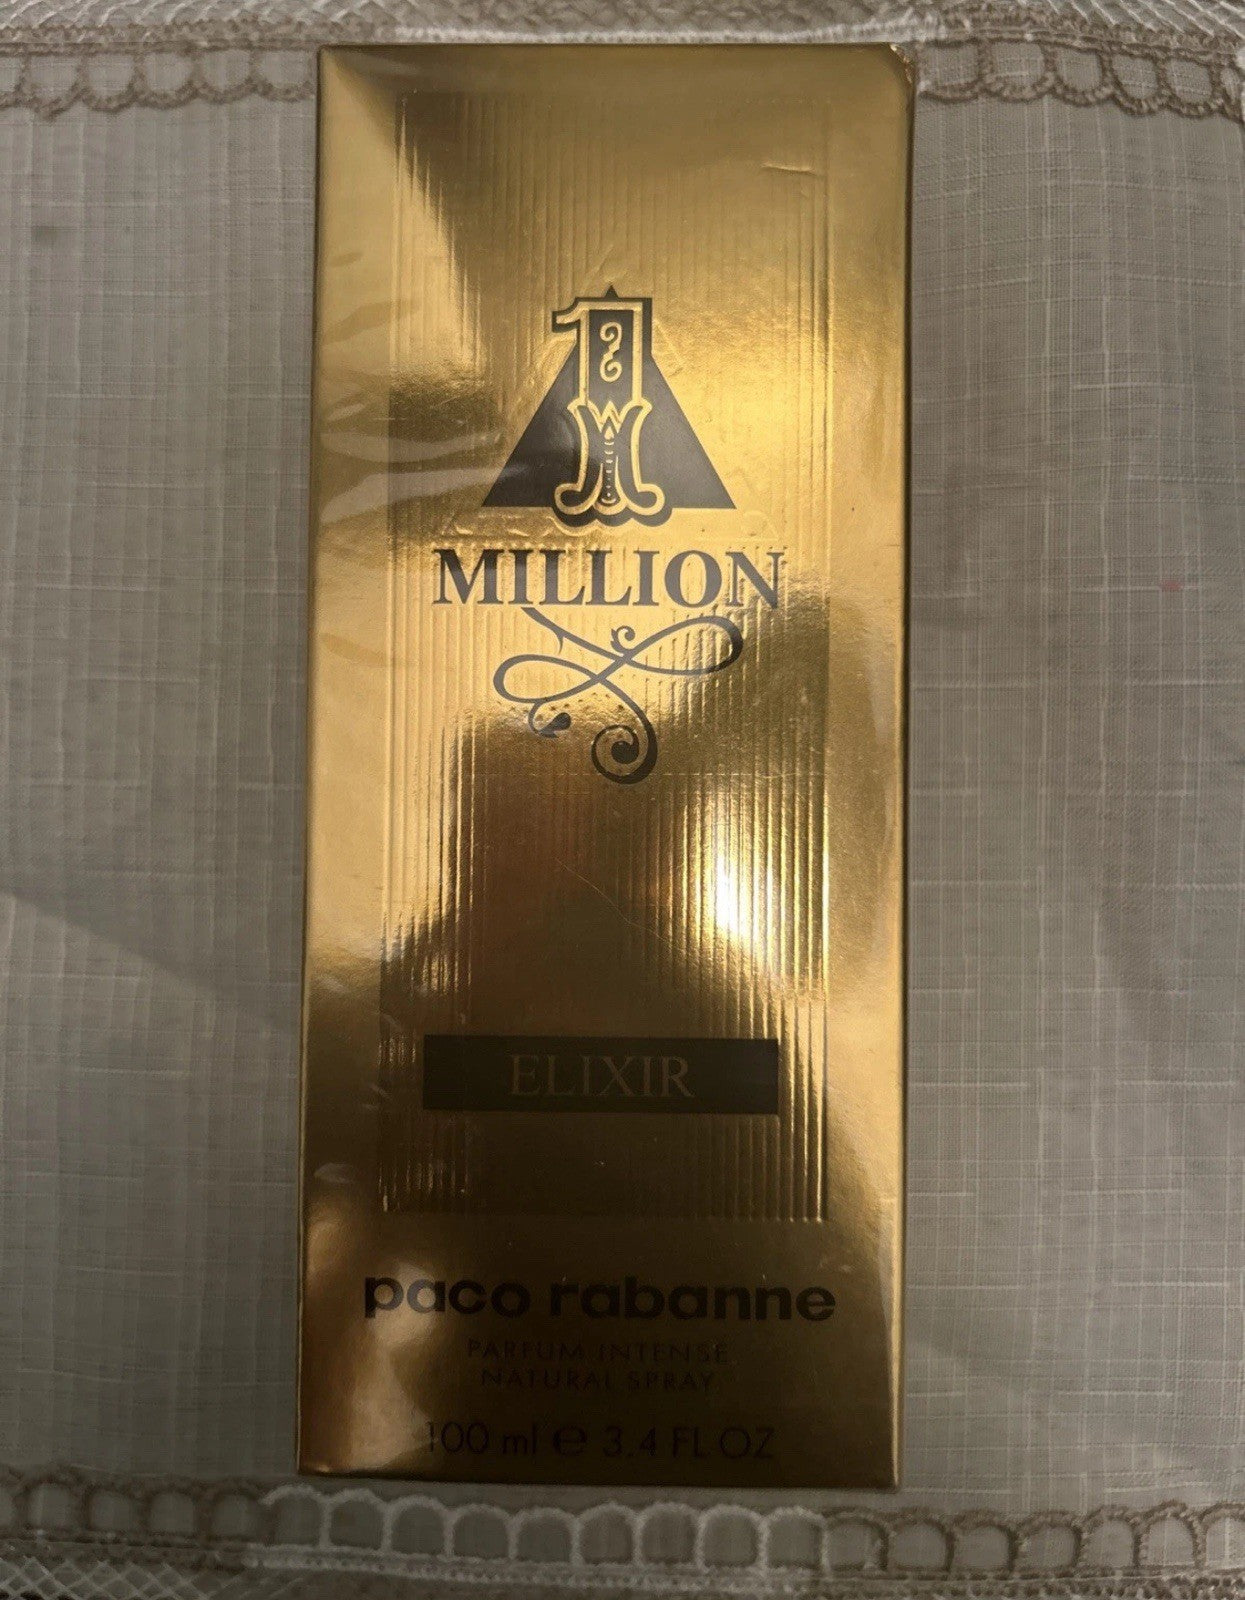 1
MILLION
ELIXIR
paco rabanne
PARFUM INTENSE
NATURAL SPRAY
100 ml ℮ 3.4 FL OZ